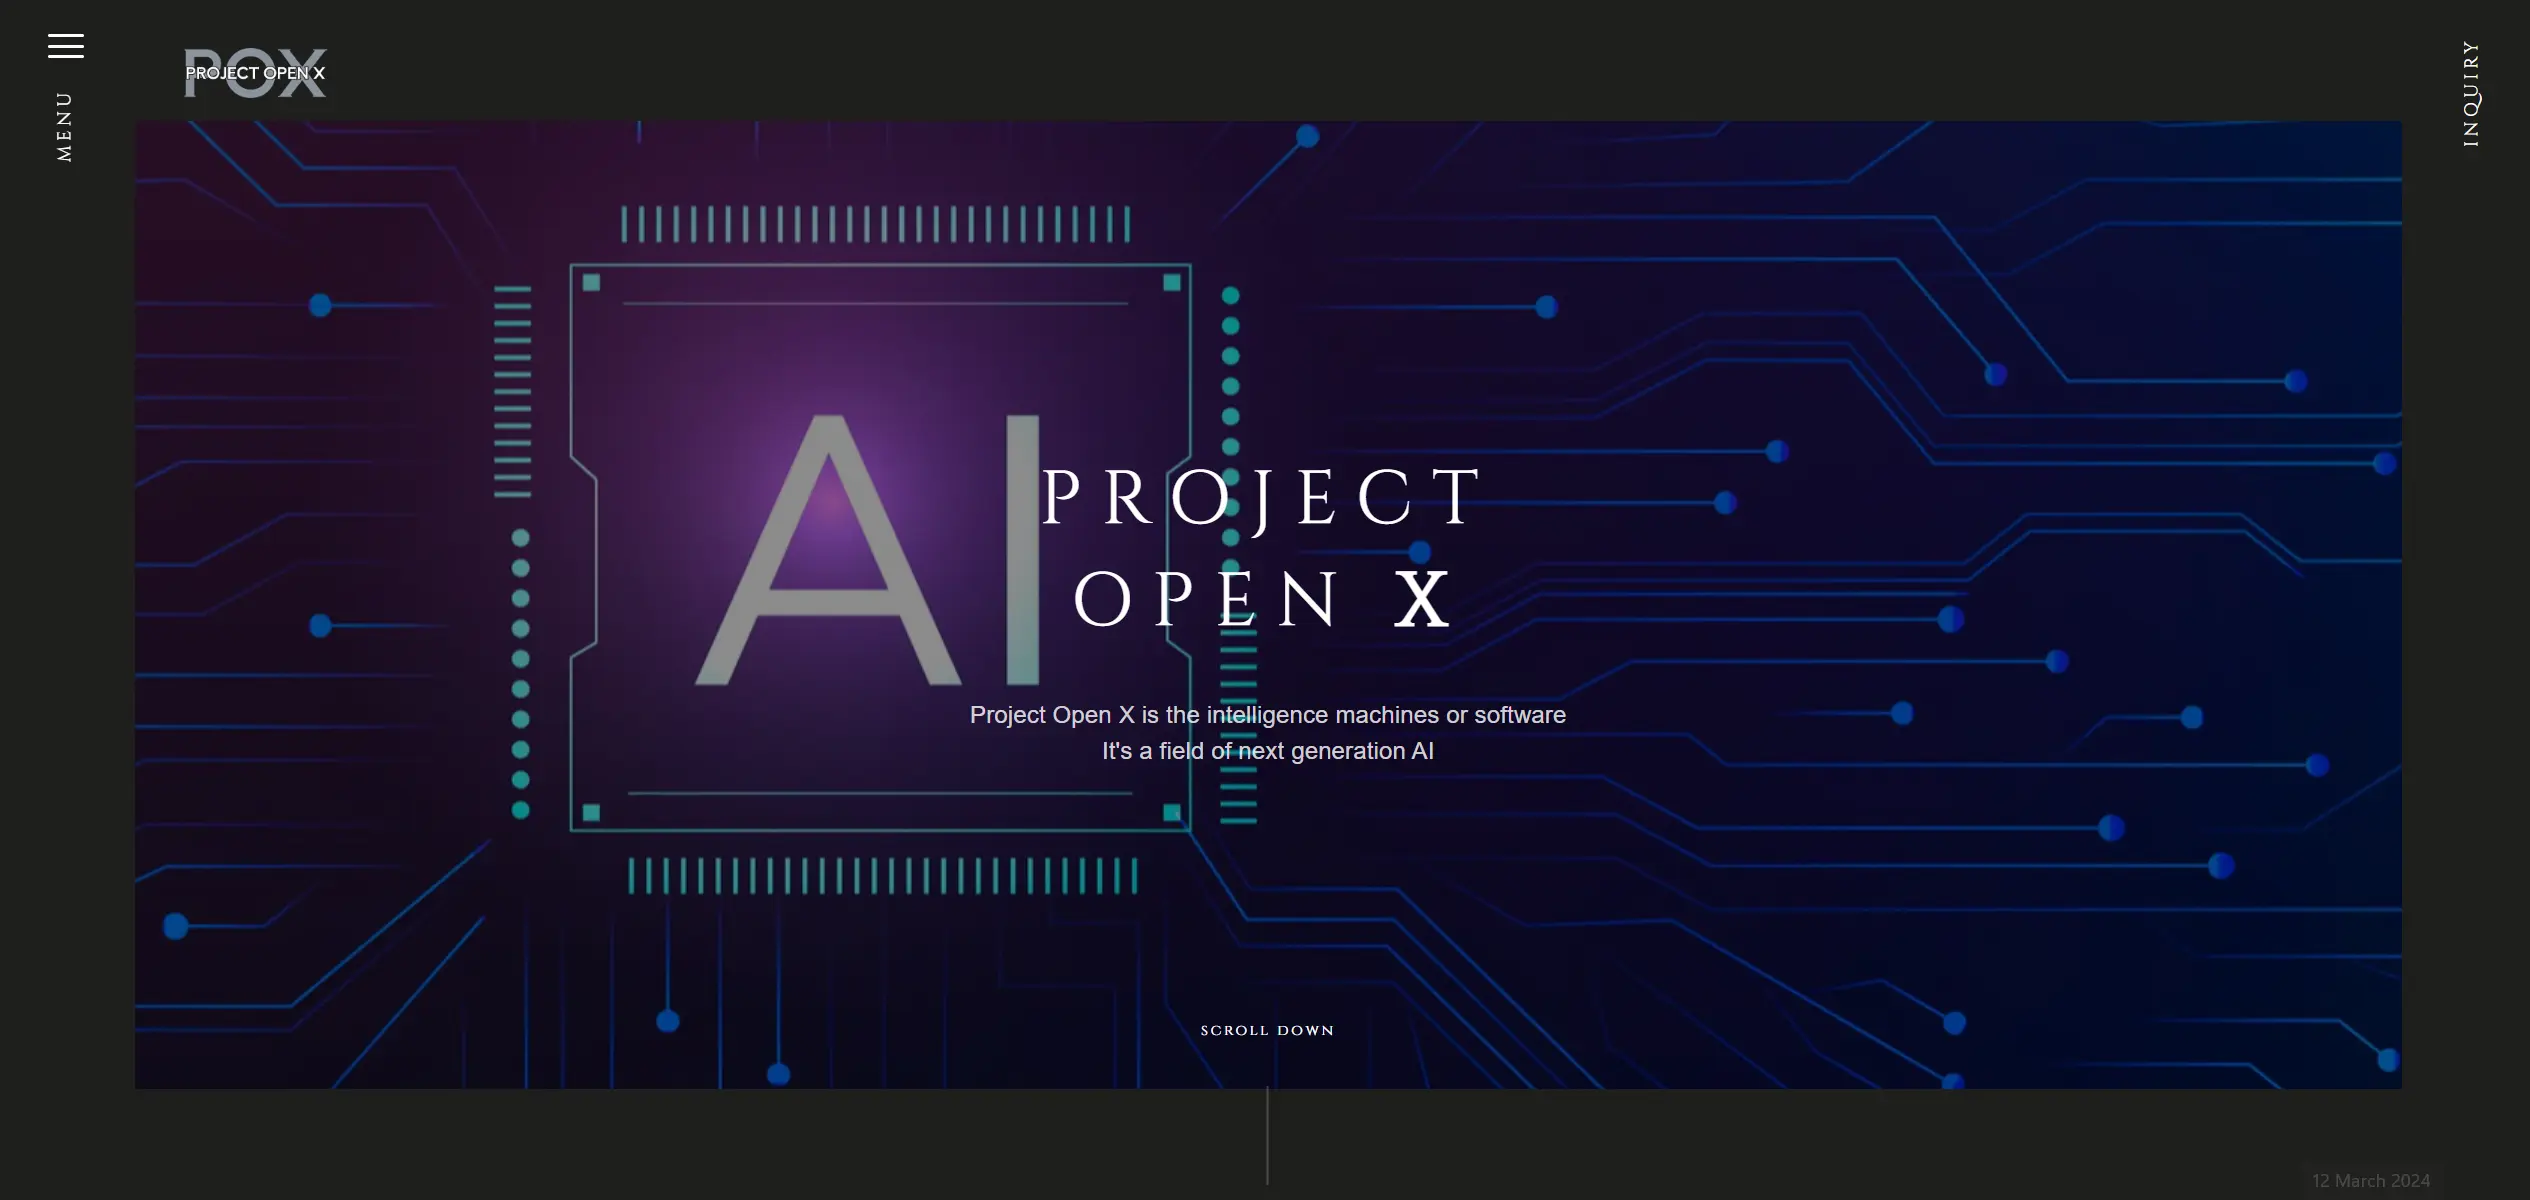 MENU
POX
PROJECT OPEN X
INQUIRY
AI
PROJECT
OPEN X
Project Open X is the intelligence machines or software
It's a field of next generation AI
SCROLL DOWN
12 March 2024